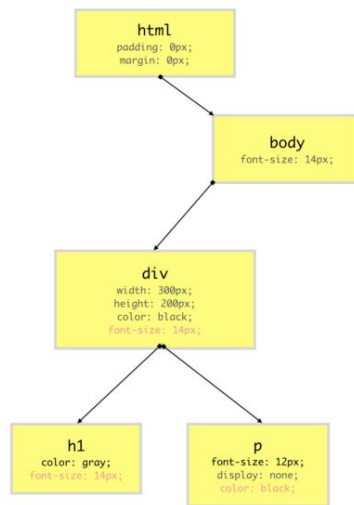 html
padding: 0px;
margin: 0px;
body
font-size: 14px;
div
width: 300px;
height: 200px;
color: black;
font-size: 14px;
h1
color: gray;
font-size: 14px;
p
font-size: 12px;
display: none;
color: black;